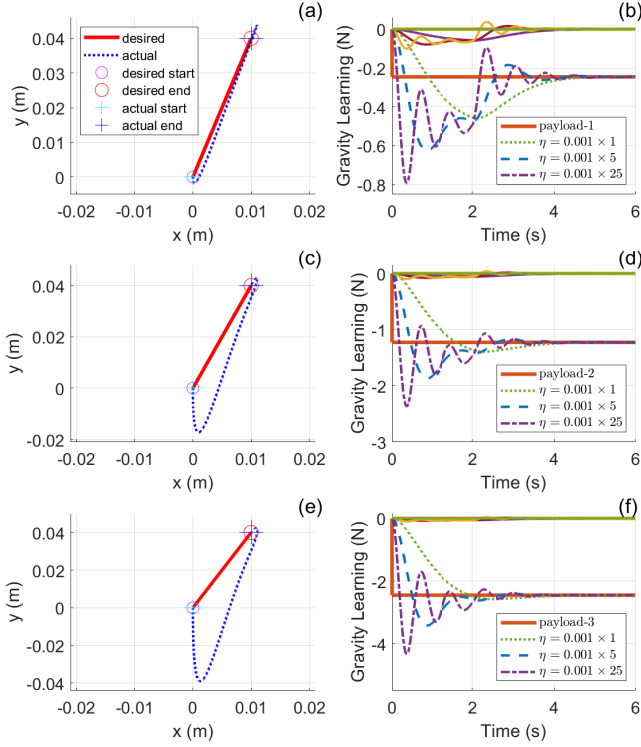 (a)
0.04
0.02
0
-0.02
-0.01
0
0.01
0.02
x (m)
y (m)
desired
actual
desired start
desired end
actual start
actual end
(b)
0
-0.2
-0.4
-0.6
-0.8
0
2
4
6
Time (s)
Gravity Learning (N)
payload-1
η = 0.001 × 1
η = 0.001 × 5
η = 0.001 × 25
(c)
0.04
0.02
0
-0.02
-0.02
-0.01
0
0.01
0.02
x (m)
y (m)
(d)
0
-1
-2
-3
0
2
4
6
Time (s)
Gravity Learning (N)
payload-2
η = 0.001 × 1
η = 0.001 × 5
η = 0.001 × 25
(e)
0.04
0.02
0
-0.02
-0.04
-0.02
-0.01
0
0.01
0.02
x (m)
y (m)
(f)
0
-2
-4
0
2
4
6
Time (s)
Gravity Learning (N)
payload-3
η = 0.001 × 1
η = 0.001 × 5
η = 0.001 × 25